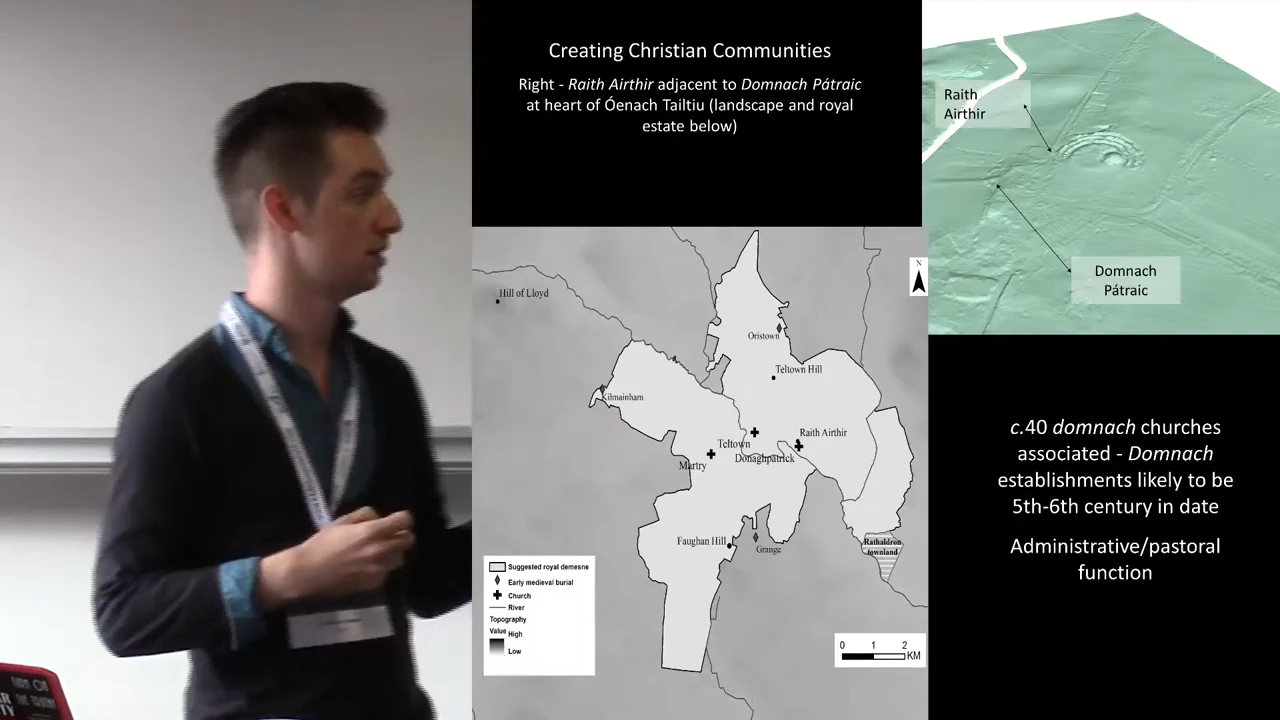 Creating Christian Communities
Right - Raith Airthir adjacent to Domnach Pátraic
at heart of Óenach Tailtiu (landscape and royal
estate below)
Raith
Airthir
Domnach
Pátraic
N
Hill of Lloyd
Oristown
Teltown Hill
Kilmainham
Raith Airthir
Teltown
Donaghpatrick
Martry
Faughan Hill
Grange
Rathaldron
townland
Suggested royal demesne
Early medieval burial
Church
River
Topography
Value
High
Low
0 1 2
KM
c.40 domnach churches
associated - Domnach
establishments likely to be
5th-6th century in date
Administrative/pastoral
function